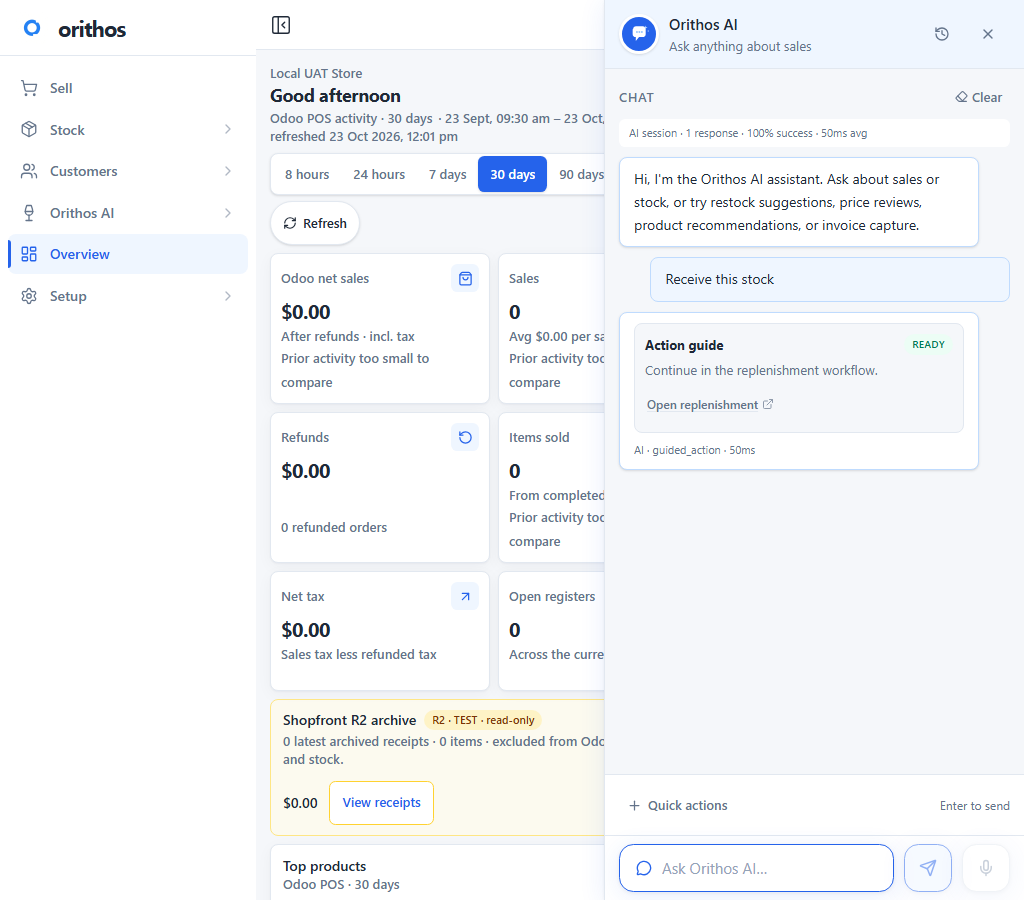 orithos
Sell
Stock
Customers
Orithos AI
Overview
Setup
Local UAT Store
Good afternoon
Odoo POS activity · 30 days · 23 Sept, 09:30 am – 23 Oct,
refreshed 23 Oct 2026, 12:01 pm
8 hours 24 hours 7 days 30 days 90 days
Refresh
Odoo net sales
$0.00
After refunds · incl. tax
Prior activity too small to
compare
Sales
0
Avg $0.00 per sa
Prior activity too
compare
Refunds
$0.00
0 refunded orders
Items sold
0
From completed
Prior activity too
compare
Net tax
$0.00
Sales tax less refunded tax
Open registers
0
Across the curre
Shopfront R2 archive R2 · TEST · read-only
0 latest archived receipts · 0 items · excluded from Odo
and stock.
$0.00 View receipts
Top products
Odoo POS · 30 days
Orithos AI
Ask anything about sales
CHAT Clear
AI session · 1 response · 100% success · 50ms avg
Hi, I'm the Orithos AI assistant. Ask about sales or
stock, or try restock suggestions, price reviews,
product recommendations, or invoice capture.
Receive this stock
Action guide READY
Continue in the replenishment workflow.
Open replenishment
AI · guided_action · 50ms
Quick actions Enter to send
Ask Orithos AI...